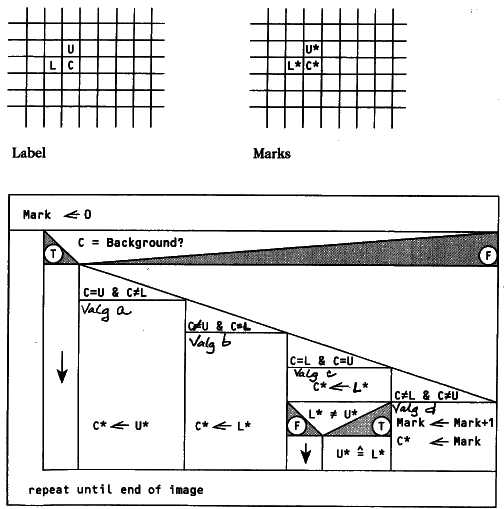 U
L C
U*
L* C*
Label
Marks
Mark ← 0
T
C = Background?
F
C=U & C≠L
Valg a
C≠U & C=L
Valg b
C=L & C=U
Valg c
C* ← L*
C≠L & C≠U
Valg d
C* ← U*
C* ← L*
F
L* ≠ U*
T
Mark ← Mark+1
C* ← Mark
U* ≙ L*
repeat until end of image